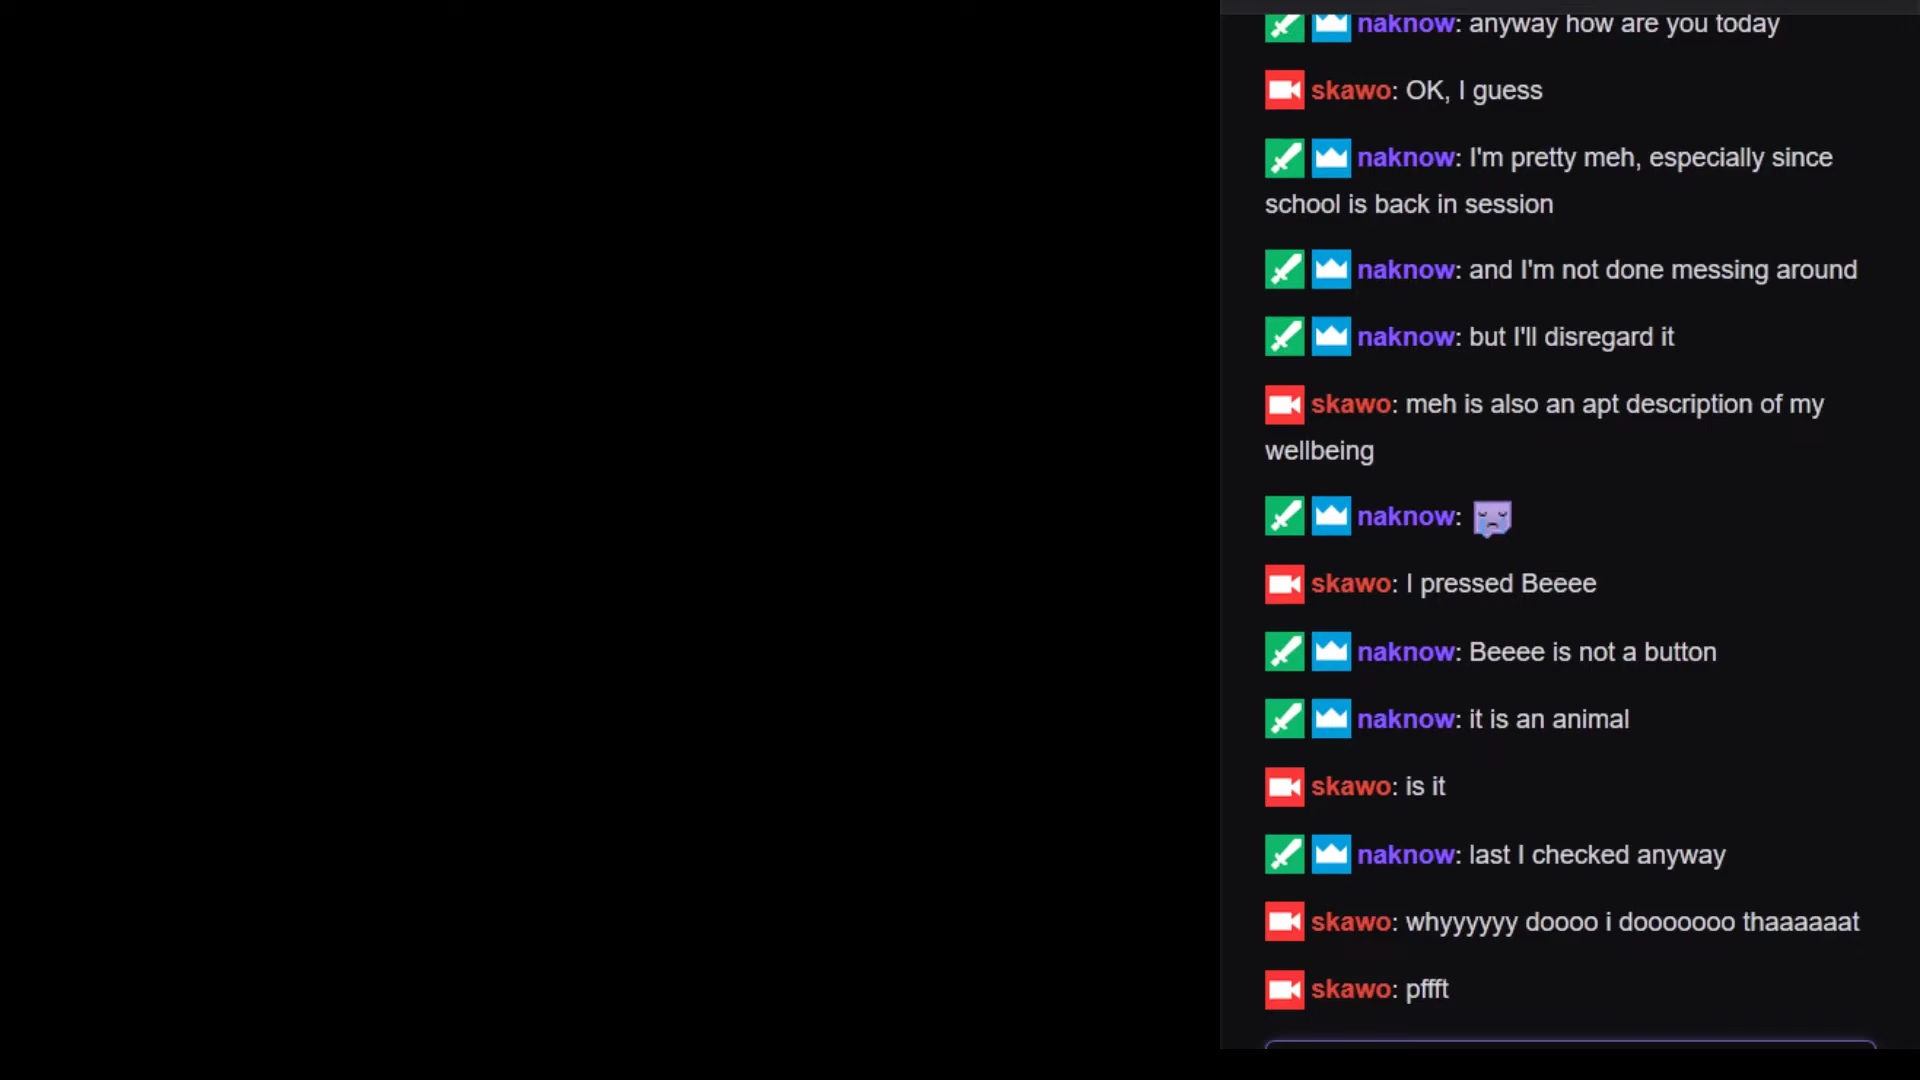 naknow: anyway how are you today
skawo: OK, I guess
naknow: I'm pretty meh, especially since
school is back in session
naknow: and I'm not done messing around
naknow: but I'll disregard it
skawo: meh is also an apt description of my
wellbeing
naknow:
skawo: I pressed Beeee
naknow: Beeee is not a button
naknow: it is an animal
skawo: is it
naknow: last I checked anyway
skawo: whyyyyyy doooo i dooooooo thaaaaaat
skawo: pffft